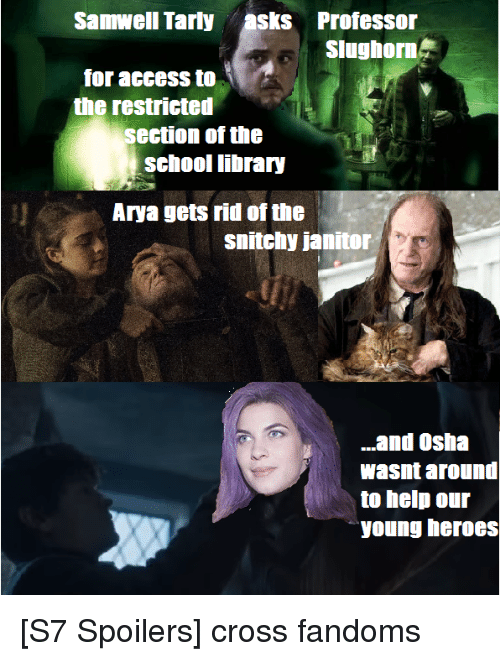 Samwell Tarly asks Professor
Slughorn
for access to
the restricted
section of the
school library
Arya gets rid of the
snitchy janitor
...and Osha
wasnt around
to help our
young heroes
[S7 Spoilers] cross fandoms